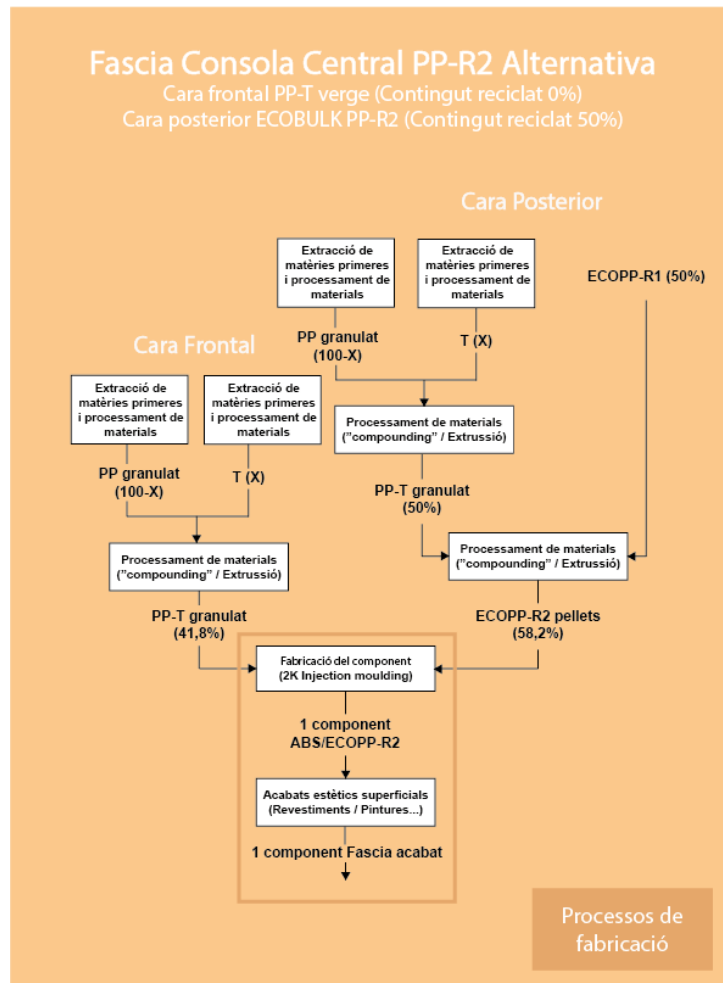 Fascia Consola Central PP-R2 Alternativa
Cara frontal PP-T verge (Contingut reciclat 0%)
Cara posterior ECOBULK PP-R2 (Contingut reciclat 50%)
Cara Posterior
Extracció de
matèries primeres
i processament de
materials
Extracció de
matèries primeres
i processament de
materials
ECOPP-R1 (50%)
PP granulat
(100-X)
T (X)
Cara Frontal
Extracció de
matèries primeres
i processament de
materials
Extracció de
matèries primeres
i processament de
materials
Processament de materials
("compounding" / Extrussió)
PP granulat
(100-X)
T (X)
PP-T granulat
(50%)
Processament de materials
("compounding" / Extrussió)
Processament de materials
("compounding" / Extrussió)
PP-T granulat
(41,8%)
ECOPP-R2 pellets
(58,2%)
Fabricació del component
(2K Injection moulding)
1 component
ABS/ECOPP-R2
Acabats estètics superficials
(Revestiments / Pintures...)
1 component Fascia acabat
Processos de
fabricació